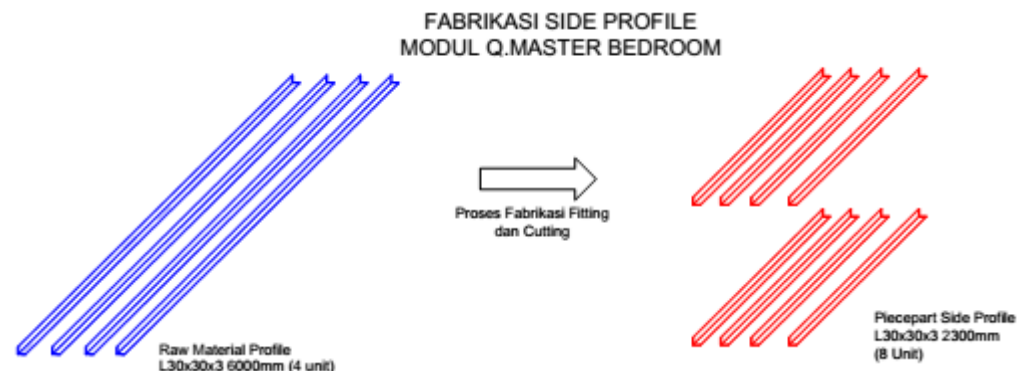 FABRIKASI SIDE PROFILE
MODUL Q.MASTER BEDROOM
Proses Fabrikasi Fitting
dan Cutting
Raw Material Profile
L30x30x3 6000mm (4 unit)
Piecepart Side Profile
L30x30x3 2300mm
(8 Unit)